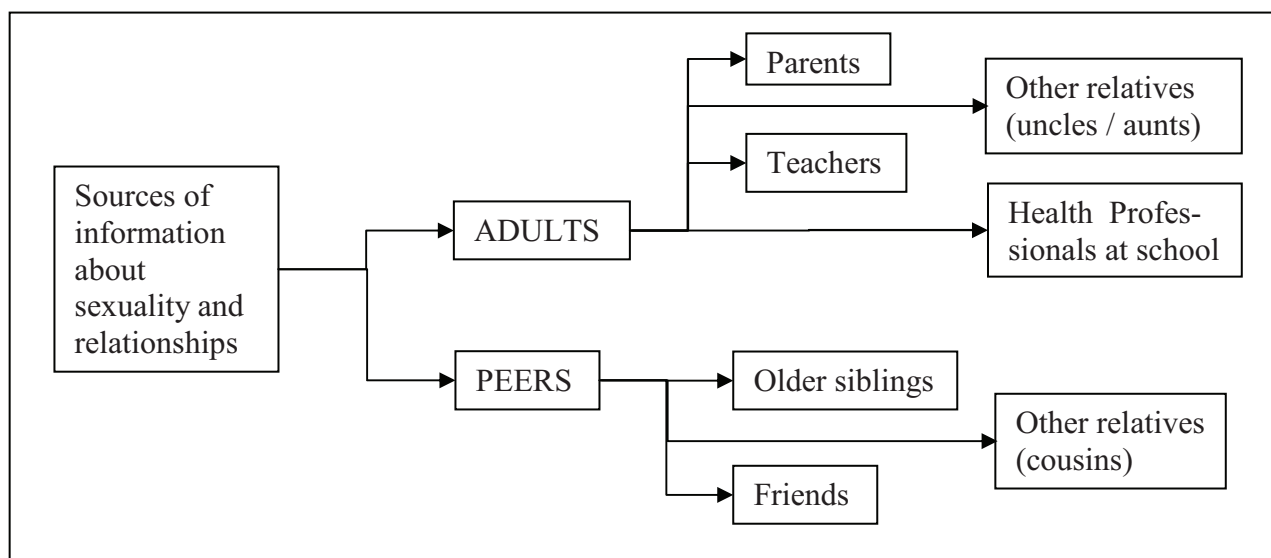 Sources of
information
about
sexuality and
relationships
ADULTS
Parents
Other relatives
(uncles / aunts)
Teachers
Health Profes-
sionals at school
PEERS
Older siblings
Other relatives
(cousins)
Friends